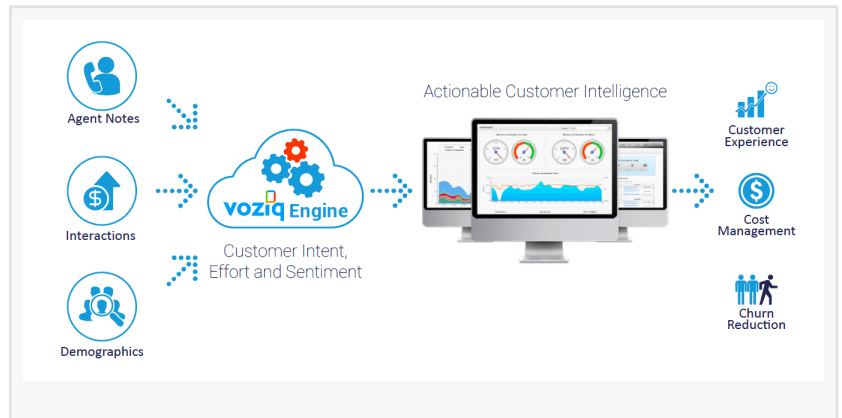 Agent Notes
Interactions
Demographics
vozıq Engine
Customer Intent,
Effort and Sentiment
Actionable Customer Intelligence
Customer
Experience
Cost
Management
Churn
Reduction